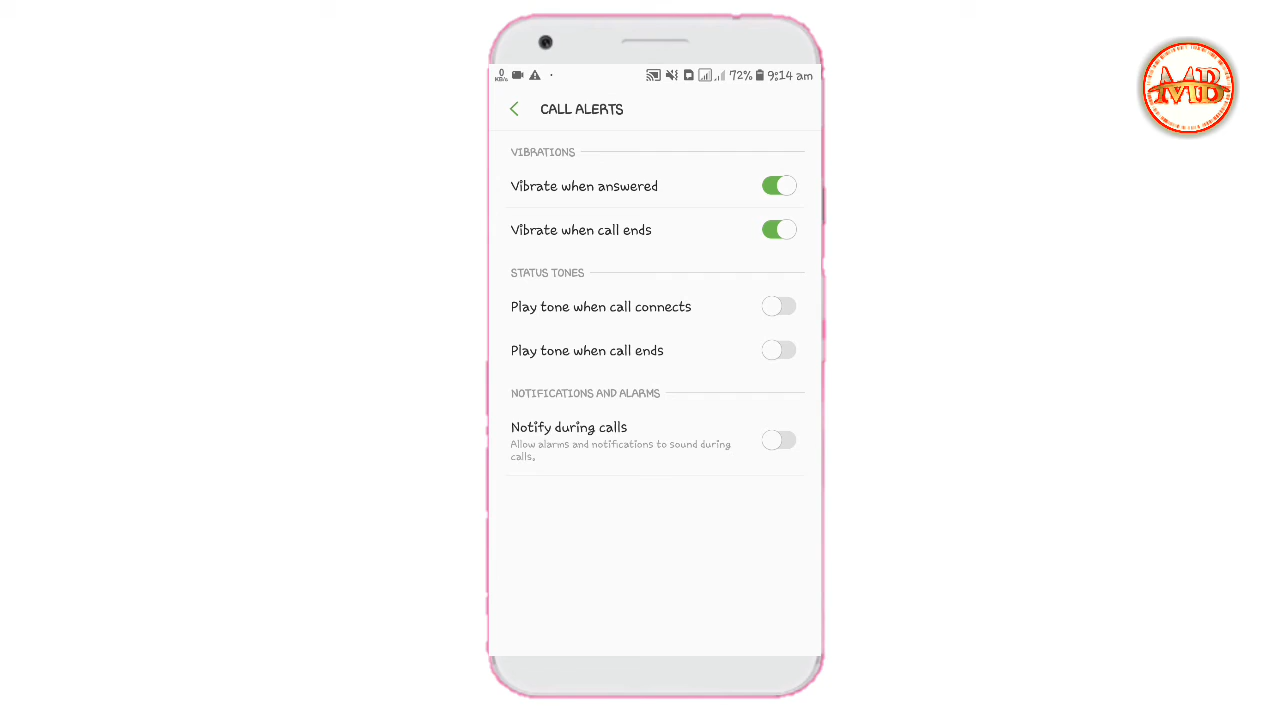 0
KB/s
72% 9:14 am
CALL ALERTS
VIBRATIONS
Vibrate when answered
Vibrate when call ends
STATUS TONES
Play tone when call connects
Play tone when call ends
NOTIFICATIONS AND ALARMS
Notify during calls
Allow alarms and notifications to sound during
calls.
MB